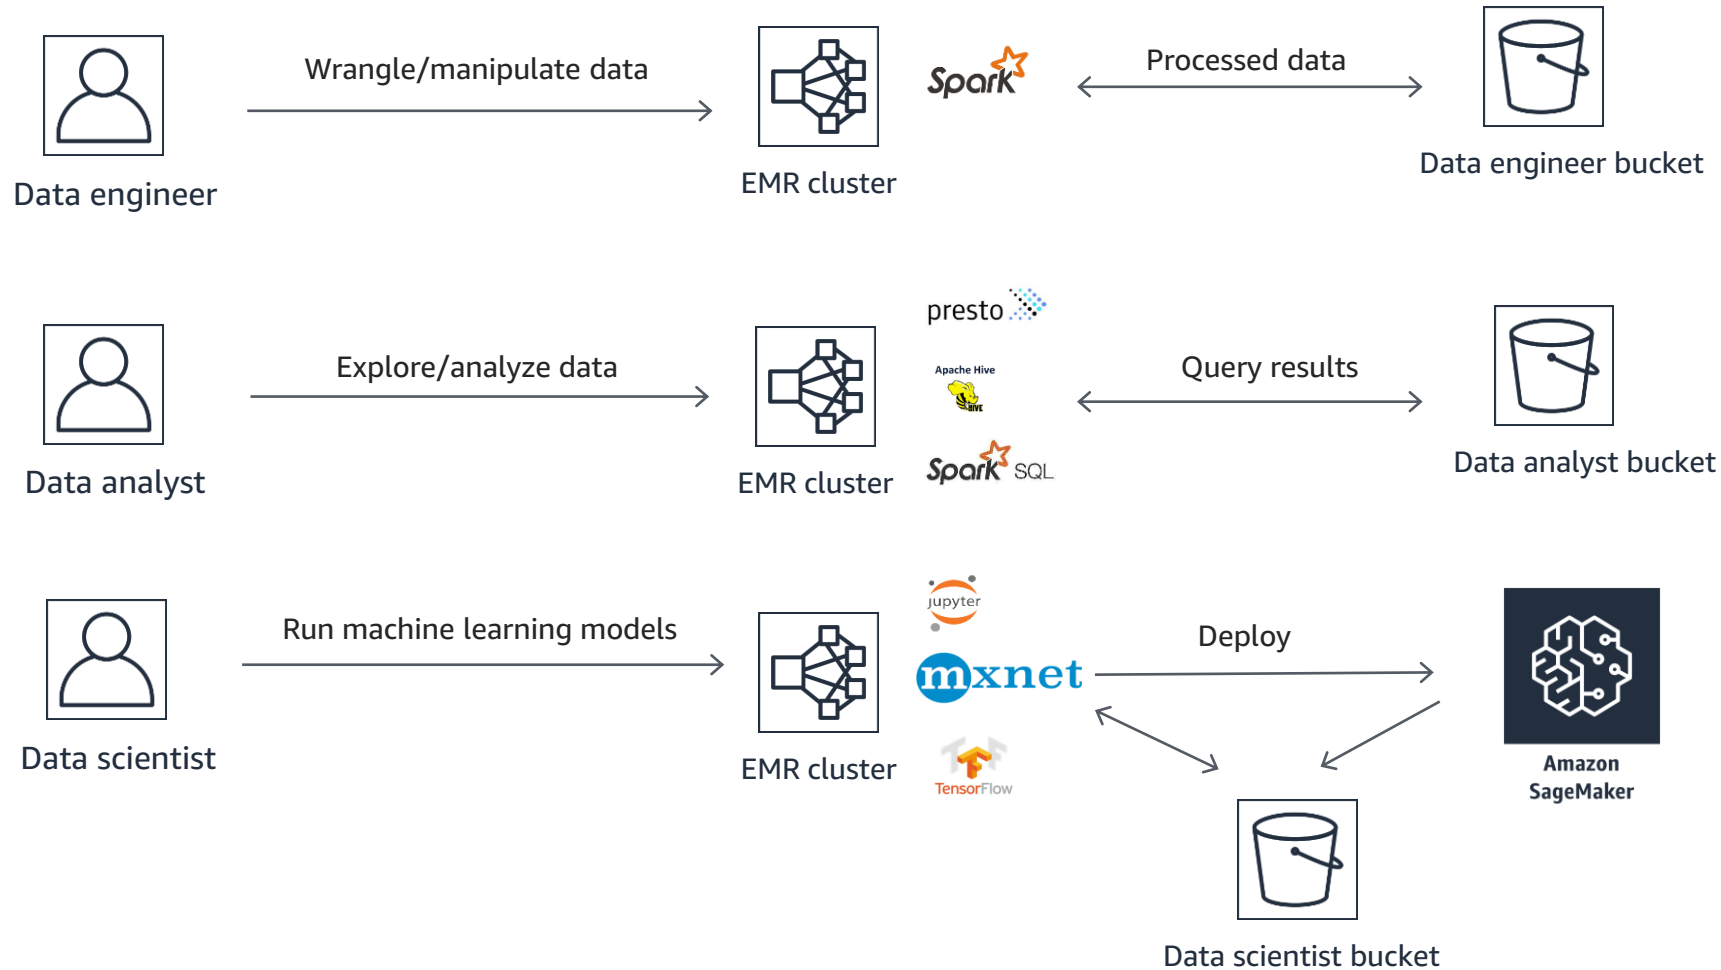 Wrangle/manipulate data
Spark
Processed data
Data engineer
EMR cluster
Data engineer bucket
Explore/analyze data
presto
Apache Hive
HIVE
Spark SQL
Query results
Data analyst
EMR cluster
Data analyst bucket
Run machine learning models
jupyter
mxnet
TensorFlow
Deploy
Data scientist
EMR cluster
Amazon
SageMaker
Data scientist bucket